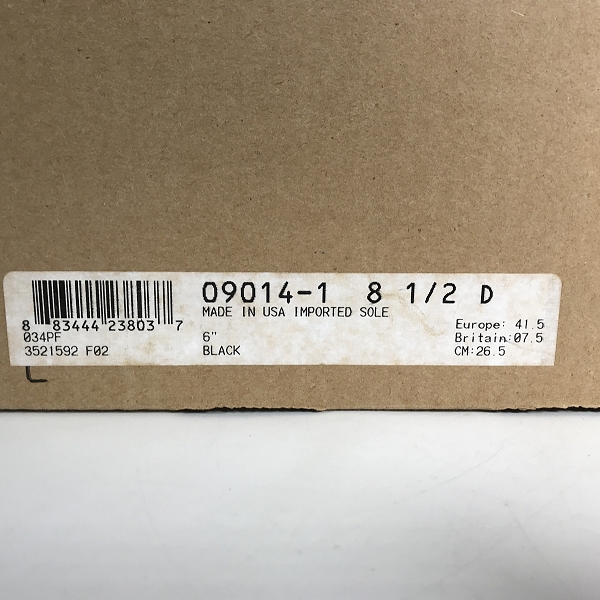 09014-1 8 1/2 D
MADE IN USA IMPORTED SOLE
8 83444 23803 7
034PF 6"
3521592 F02 BLACK
Europe: 41.5
Britain:07.5
CM:26.5